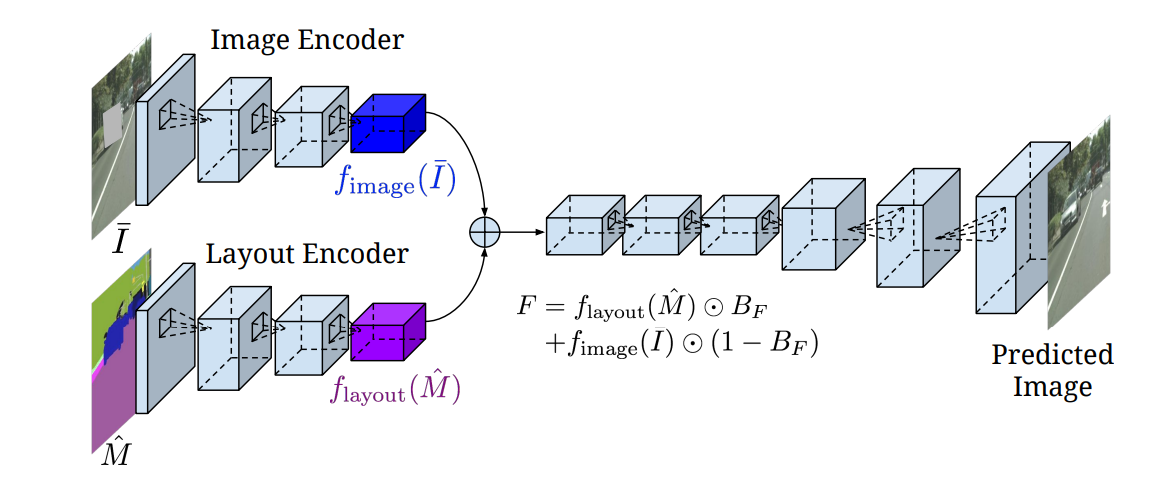 Image Encoder
f_image(Ī)
Ī
Layout Encoder
f_layout(M̂)
M̂
F = f_layout(M̂) ⊙ B_F
+f_image(Ī) ⊙ (1 − B_F)
Predicted
Image